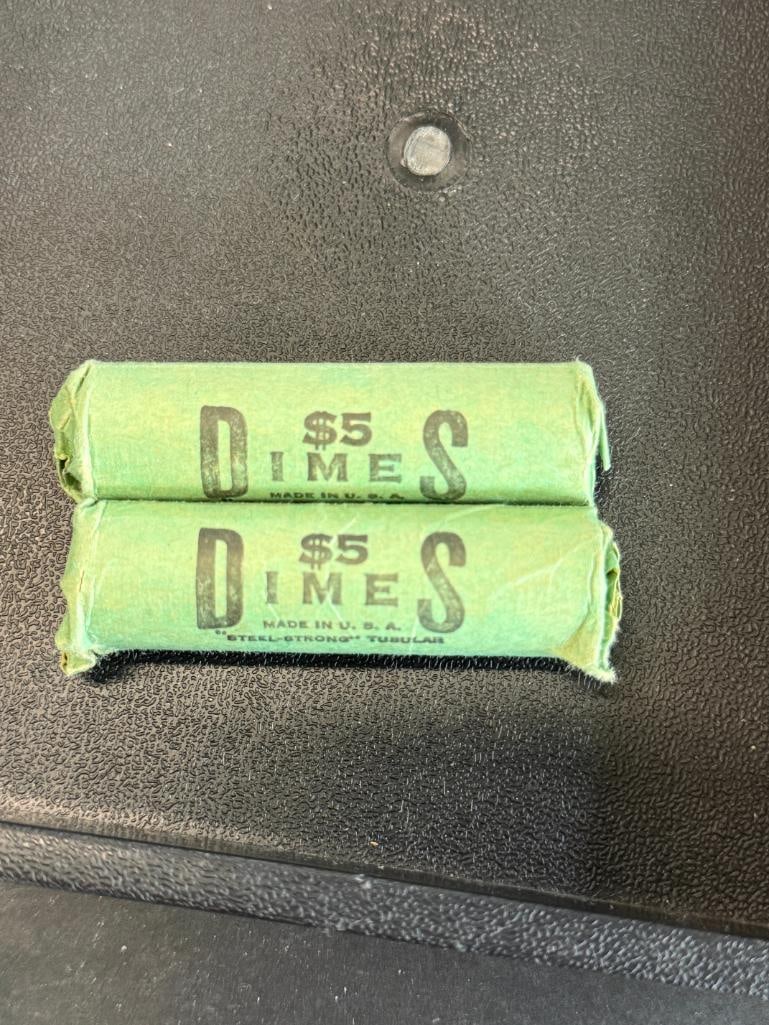 $5
DIMES
MADE IN U. S. A.
$5
DIMES
MADE IN U. S. A.
"STEEL-STRONG" TUBULAR